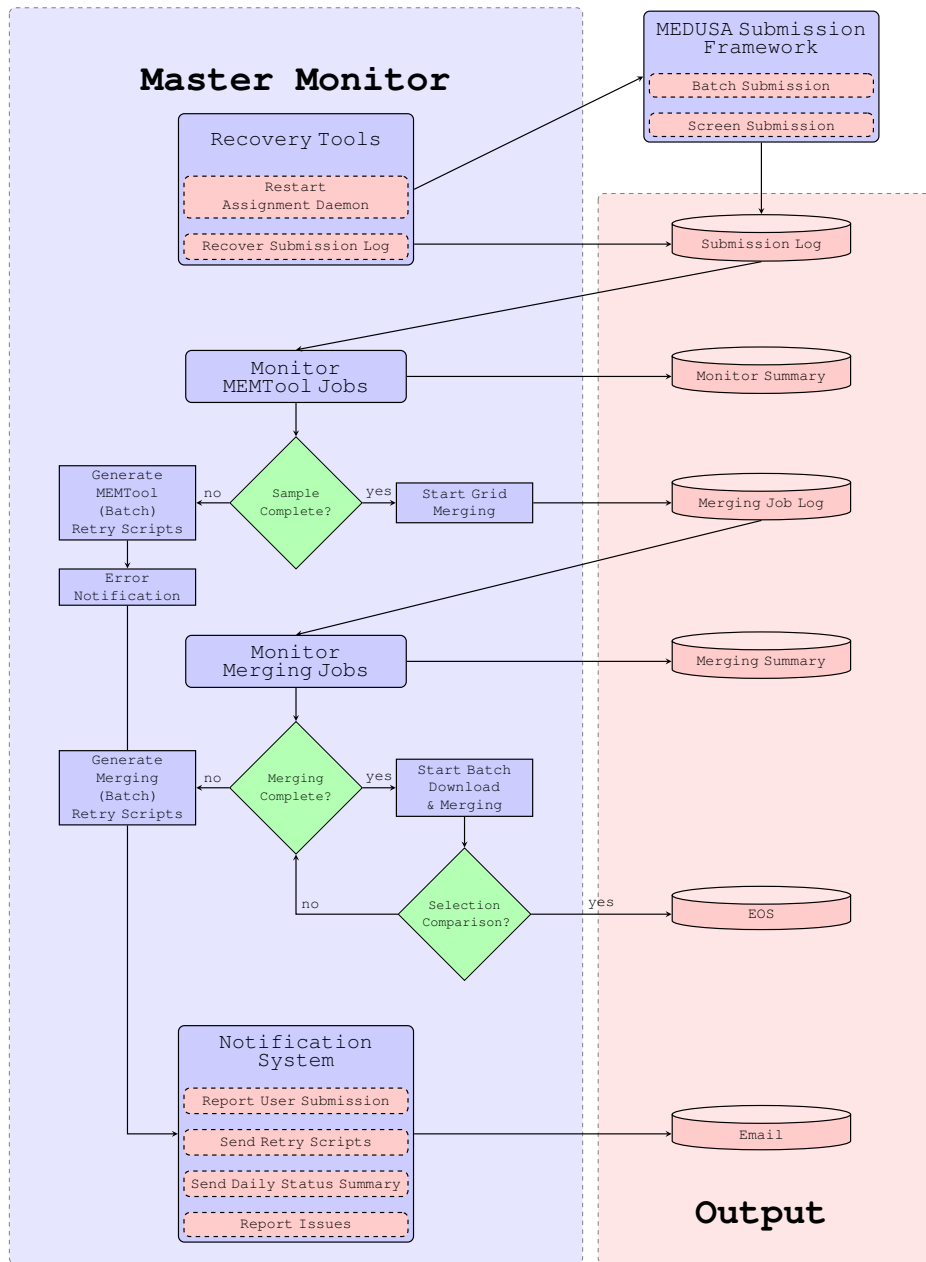 MEDUSA Submission
Framework
Batch Submission
Screen Submission
Master Monitor
Recovery Tools
Restart
Assignment Daemon
Recover Submission Log
Submission Log
Monitor
MEMTool Jobs
Monitor Summary
Generate
MEMTool
(Batch)
Retry Scripts
no
Sample
Complete?
yes
Start Grid
Merging
Merging Job Log
Error
Notification
Monitor
Merging Jobs
Merging Summary
Generate
Merging
(Batch)
Retry Scripts
no
Merging
Complete?
yes
Start Batch
Download
& Merging
no
Selection
Comparison?
yes
EOS
Notification
System
Report User Submission
Send Retry Scripts
Send Daily Status Summary
Report Issues
Email
Output